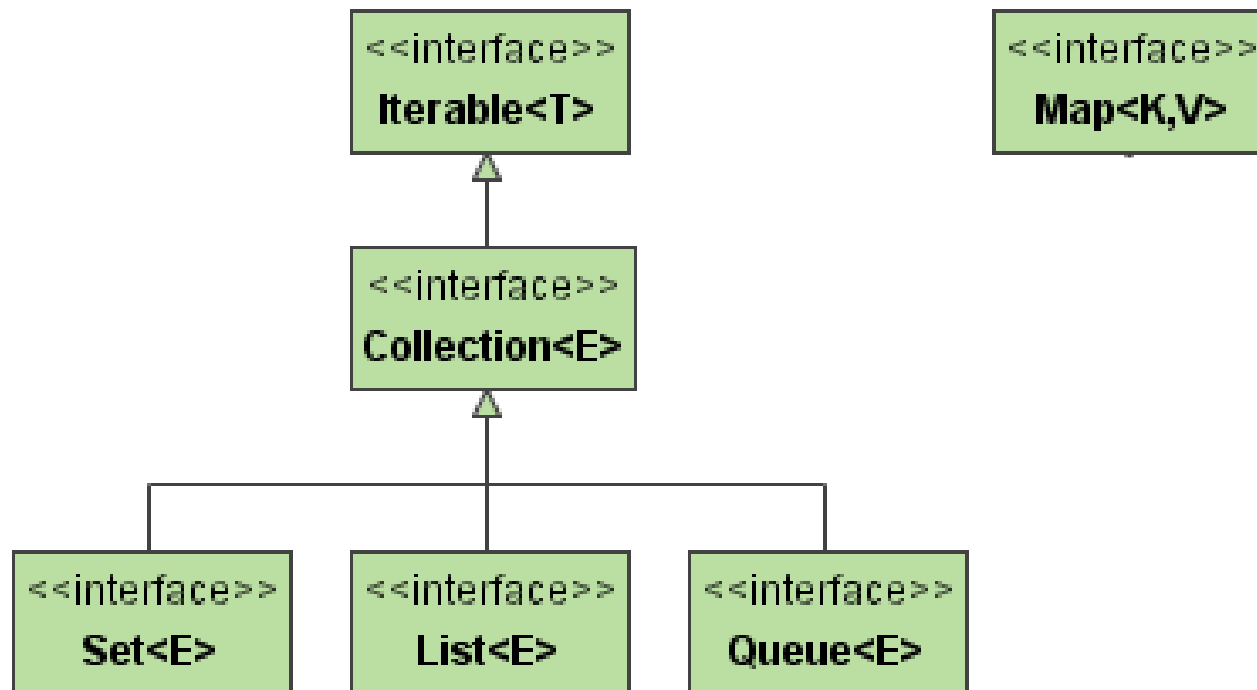 <<interface>>
Iterable<T>
<<interface>>
Map<K,V>
<<interface>>
Collection<E>
<<interface>>
Set<E>
<<interface>>
List<E>
<<interface>>
Queue<E>